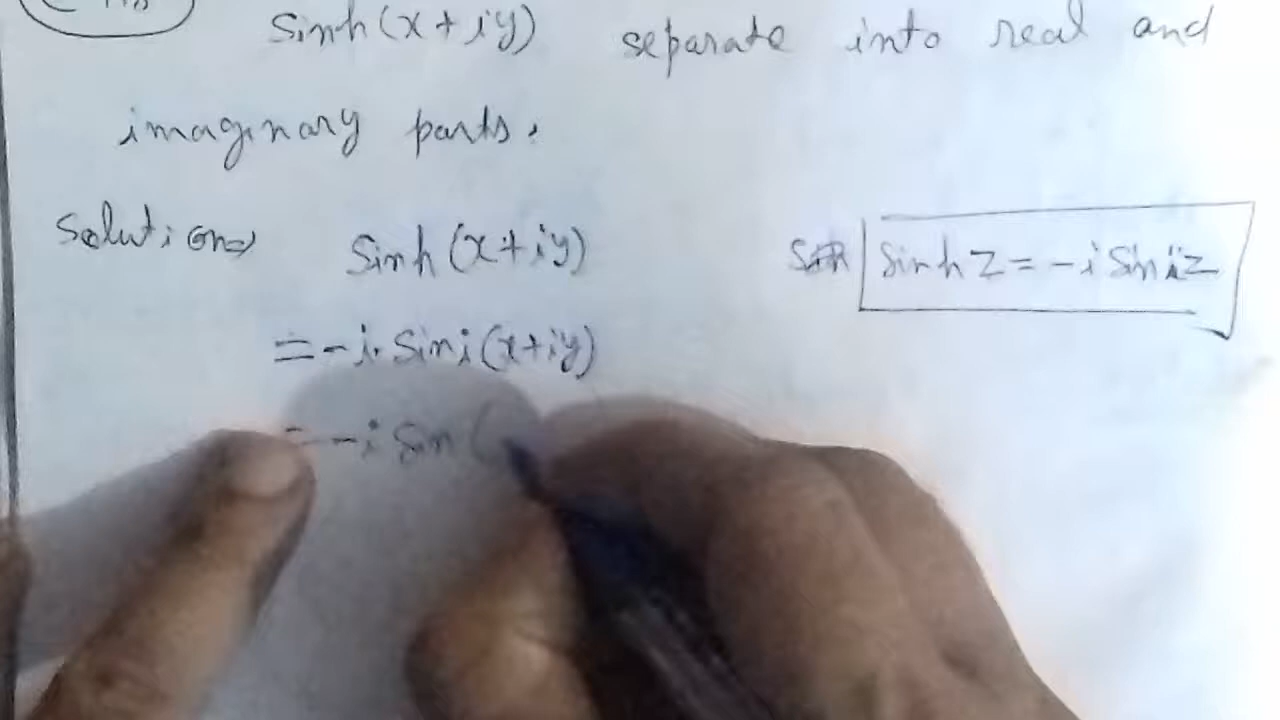 Sinh(x + iy) separate into real and
imaginary parts.
Solution⇒ Sinh(x+iy)
Sinh z = -i Sin iz
= -i. Sin i(x+iy)
= -i Sin (